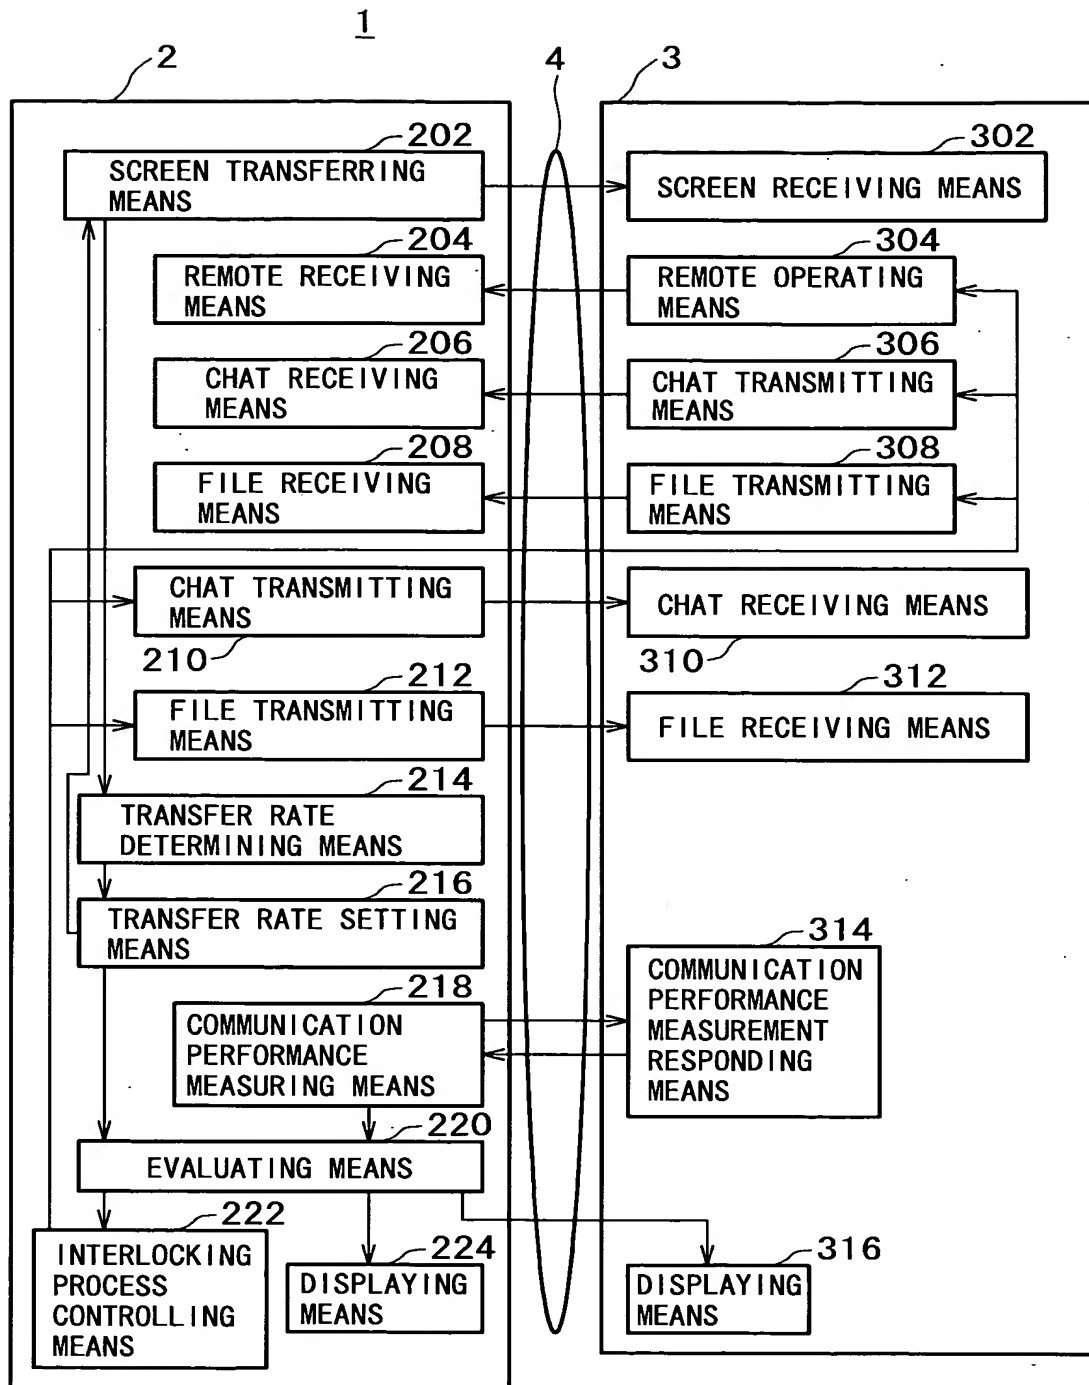 1
2
4
3
202
SCREEN TRANSFERRING
MEANS
302
SCREEN RECEIVING MEANS
204
REMOTE RECEIVING
MEANS
304
REMOTE OPERATING
MEANS
206
CHAT RECEIVING
MEANS
306
CHAT TRANSMITTING
MEANS
208
FILE RECEIVING
MEANS
308
FILE TRANSMITTING
MEANS
CHAT TRANSMITTING
MEANS
210
CHAT RECEIVING MEANS
310
212
FILE TRANSMITTING
MEANS
312
FILE RECEIVING MEANS
214
TRANSFER RATE
DETERMINING MEANS
216
TRANSFER RATE SETTING
MEANS
218
COMMUNICATION
PERFORMANCE
MEASURING MEANS
314
COMMUNICATION
PERFORMANCE
MEASUREMENT
RESPONDING
MEANS
220
EVALUATING MEANS
222
INTERLOCKING
PROCESS
CONTROLLING
MEANS
224
DISPLAYING
MEANS
316
DISPLAYING
MEANS